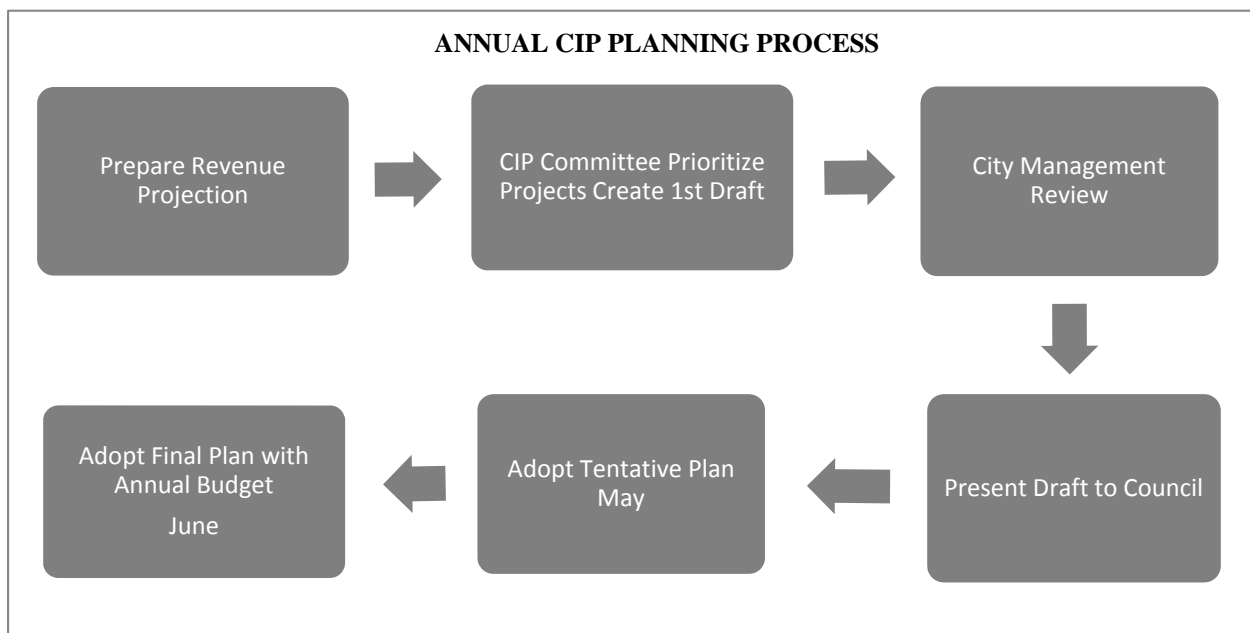 ANNUAL CIP PLANNING PROCESS
Prepare Revenue
Projection
CIP Committee Prioritize
Projects Create 1st Draft
City Management
Review
Present Draft to Council
Adopt Tentative Plan
May
Adopt Final Plan with
Annual Budget
June